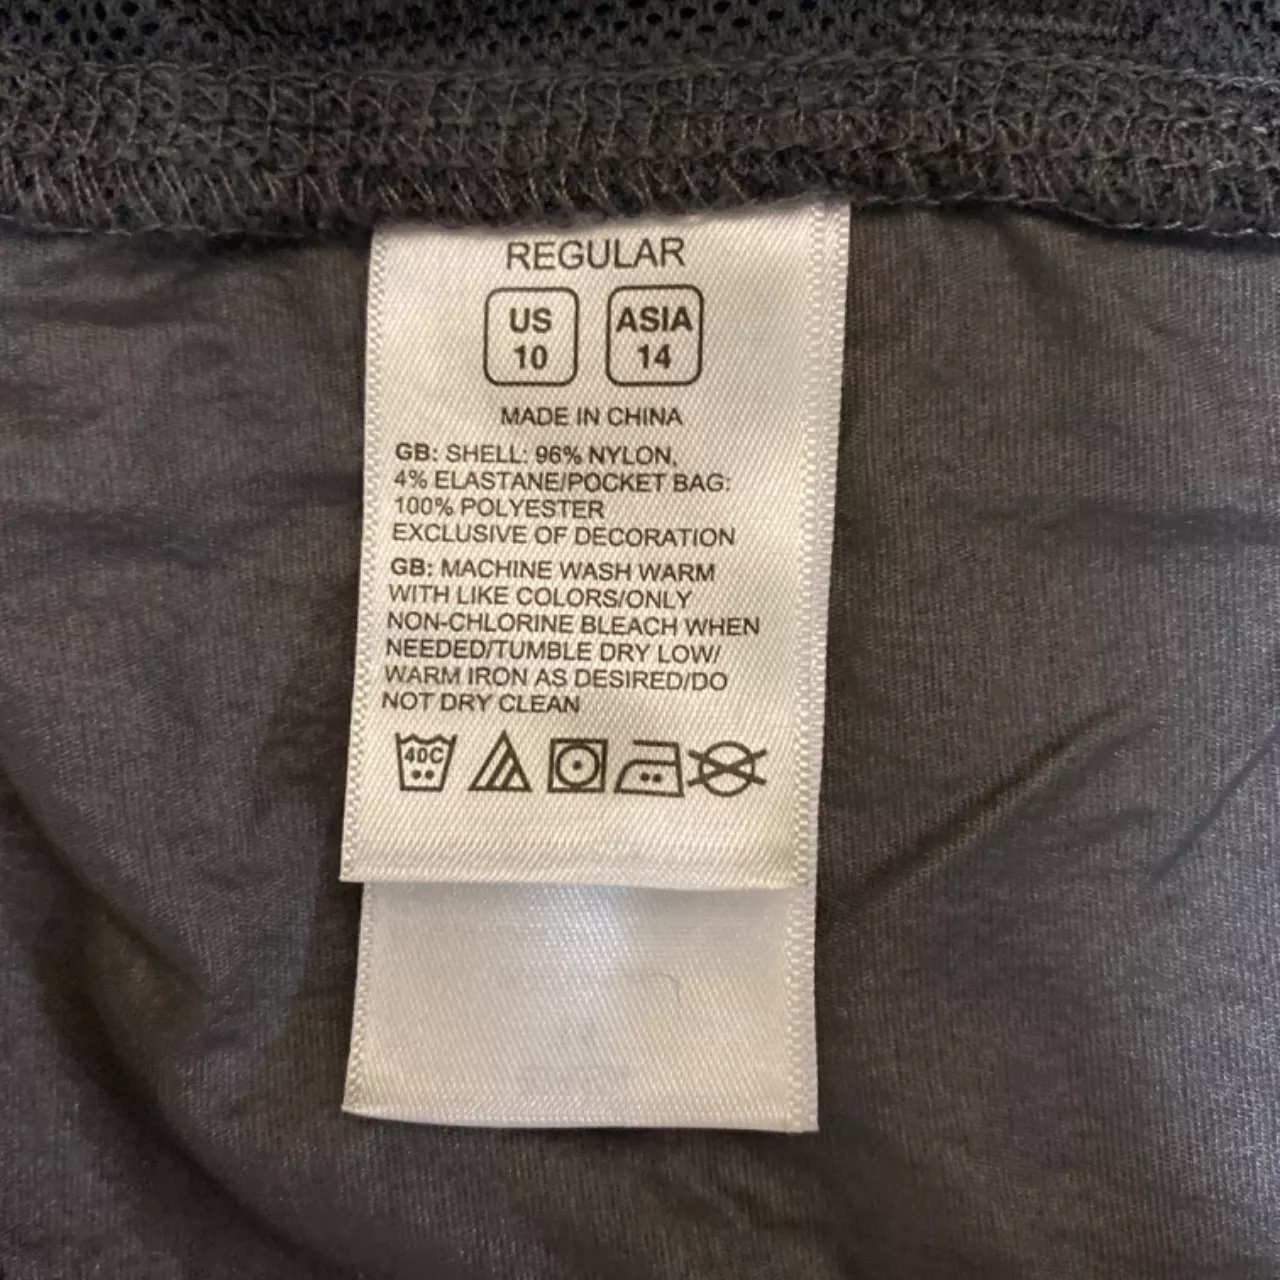 REGULAR
US ASIA
10 14
MADE IN CHINA
GB: SHELL: 96% NYLON,
4% ELASTANE/POCKET BAG:
100% POLYESTER
EXCLUSIVE OF DECORATION
GB: MACHINE WASH WARM
WITH LIKE COLORS/ONLY
NON-CHLORINE BLEACH WHEN
NEEDED/TUMBLE DRY LOW/
WARM IRON AS DESIRED/DO
NOT DRY CLEAN
40C